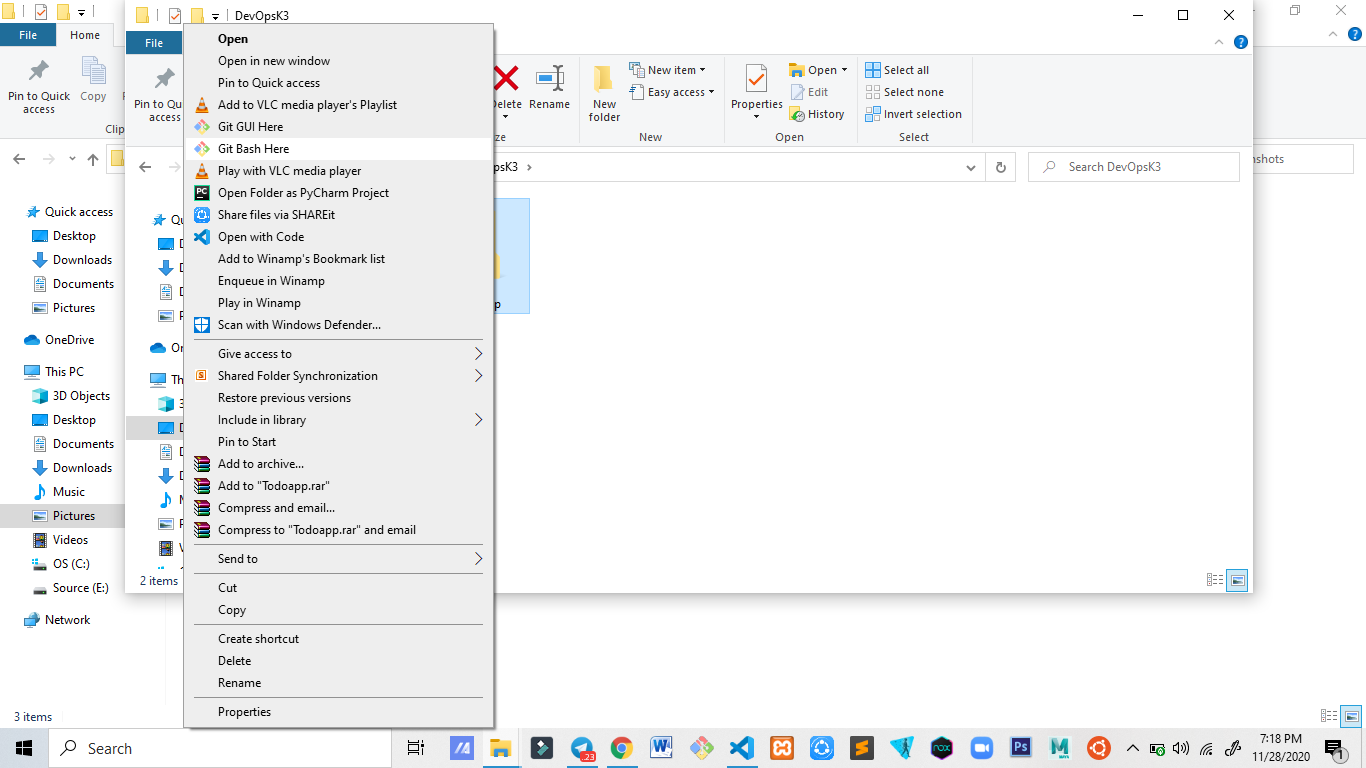 DevOpsK3
File
Home
File
Pin to Quick
access
Copy
Clip
Pin to Qu
access
Delete
Rename
New
folder
New item
Easy access
New
Properties
Open
Edit
History
Open
Select all
Select none
Invert selection
Select
psK3
Search DevOpsK3
Open
Open in new window
Pin to Quick access
Add to VLC media player's Playlist
Git GUI Here
Git Bash Here
Play with VLC media player
Open Folder as PyCharm Project
Share files via SHAREit
Open with Code
Add to Winamp's Bookmark list
Enqueue in Winamp
Play in Winamp
Scan with Windows Defender...
Give access to
Shared Folder Synchronization
Restore previous versions
Include in library
Pin to Start
Add to archive...
Add to "Todoapp.rar"
Compress and email...
Compress to "Todoapp.rar" and email
Send to
Cut
Copy
Create shortcut
Delete
Rename
Properties
Quick access
Desktop
Downloads
Documents
Pictures
OneDrive
This PC
3D Objects
Desktop
Documents
Downloads
Music
Pictures
Videos
OS (C:)
Source (E:)
Network
2 items
3 items
Search
23
7:18 PM
11/28/2020
1